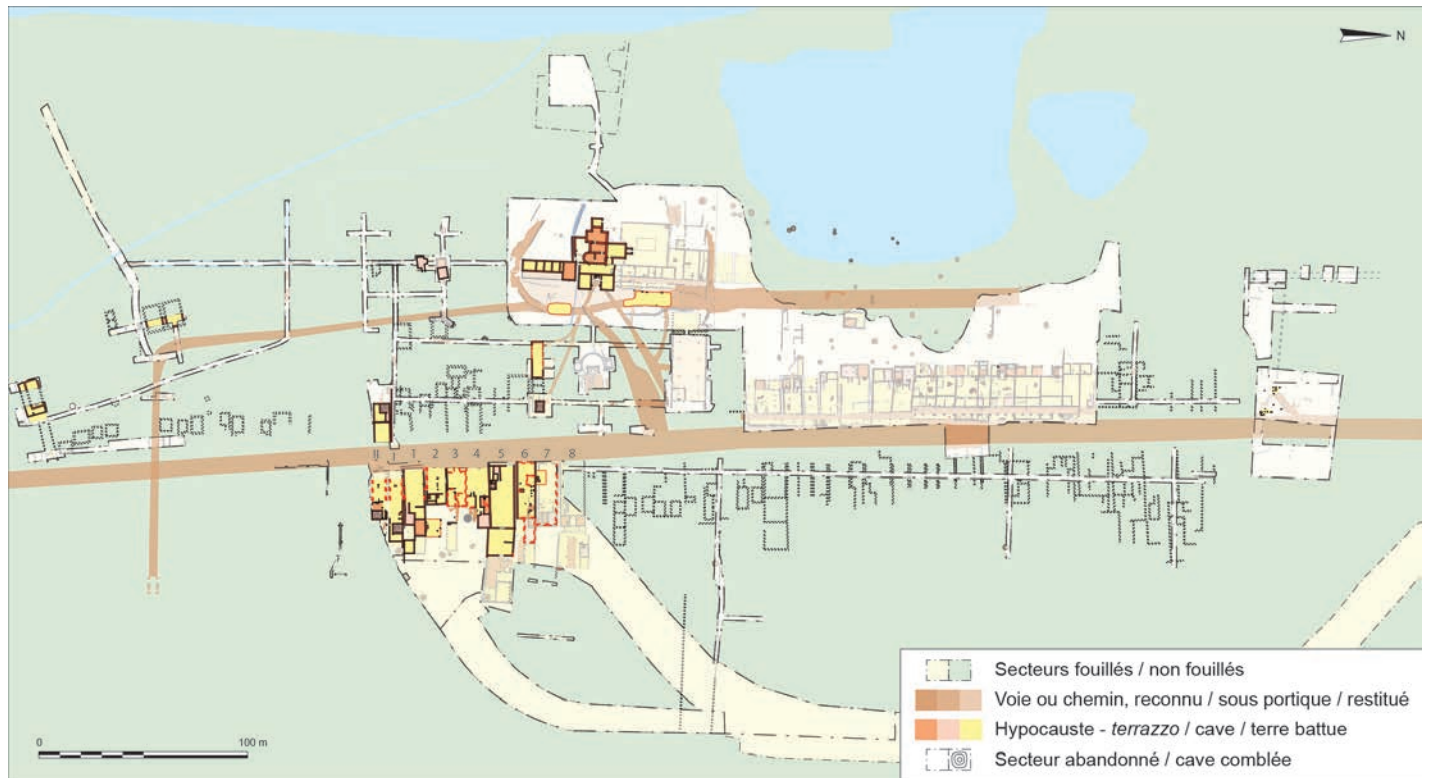 N
II I 1 2 3 4 5 6 7 8
0 100 m
Secteurs fouillés / non fouillés
Voie ou chemin, reconnu / sous portique / restitué
Hypocauste - terrazzo / cave / terre battue
Secteur abandonné / cave comblée